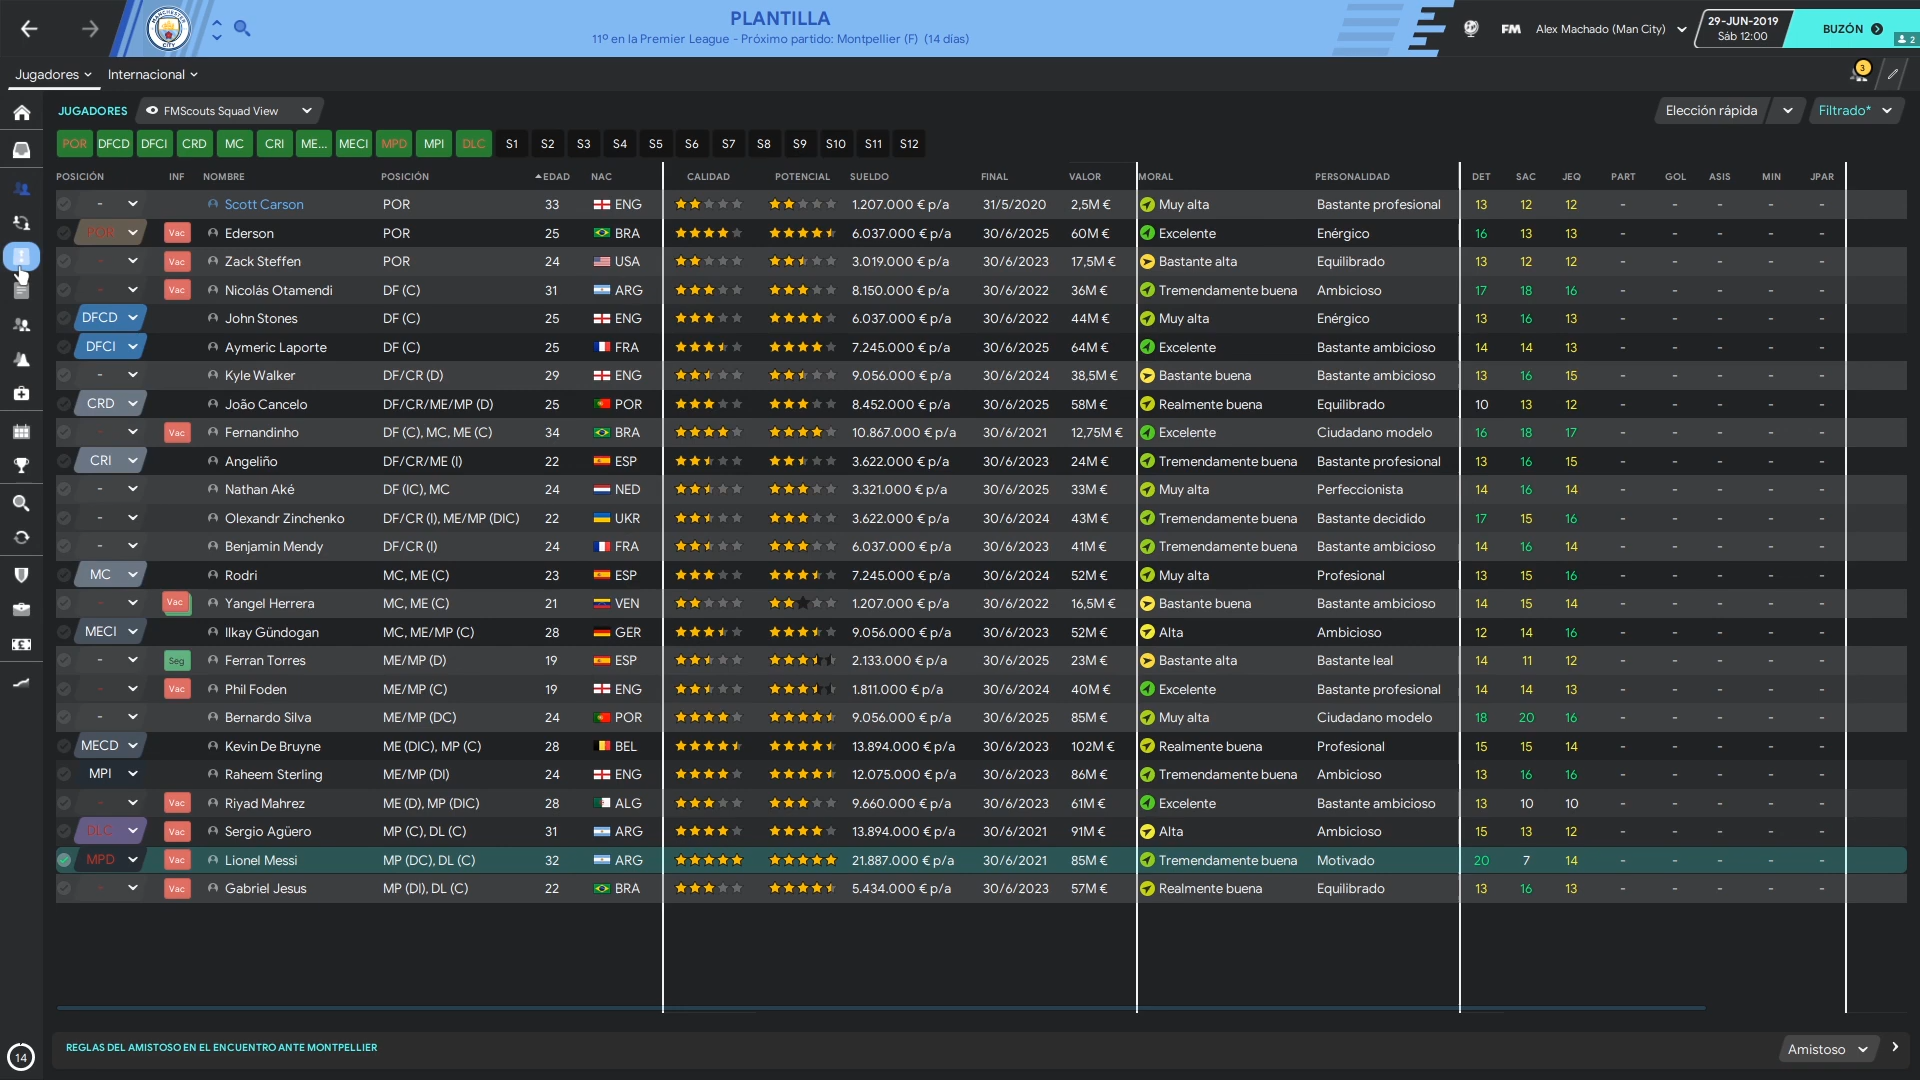 PLANTILLA
11º en la Premier League - Próximo partido: Montpellier (F) (14 días)
FM Alex Machado (Man City)
29-JUN-2019
Sáb 12:00
BUZÓN
2
Jugadores Internacional
3
JUGADORES FMScouts Squad View Elección rápida Filtrado*
POR DFCD DFCI CRD MC CRI ME... MECI MPD MPI DLC S1 S2 S3 S4 S5 S6 S7 S8 S9 S10 S11 S12
POSICIÓN INF NOMBRE POSICIÓN EDAD NAC CALIDAD POTENCIAL SUELDO FINAL VALOR MORAL PERSONALIDAD DET SAC JEQ PART GOL ASIS MIN JPAR
- Scott Carson POR 33 ENG 1.207.000 € p/a 31/5/2020 2,5M € Muy alta Bastante profesional 13 12 12 - - - - -
POR Vac Ederson POR 25 BRA 6.037.000 € p/a 30/6/2025 60M € Excelente Enérgico 16 13 13 - - - - -
- Vac Zack Steffen POR 24 USA 3.019.000 € p/a 30/6/2023 17,5M € Bastante alta Equilibrado 13 12 12 - - - - -
- Vac Nicolás Otamendi DF (C) 31 ARG 8.150.000 € p/a 30/6/2022 36M € Tremendamente buena Ambicioso 17 18 16 - - - - -
DFCD John Stones DF (C) 25 ENG 6.037.000 € p/a 30/6/2022 44M € Muy alta Enérgico 13 16 13 - - - - -
DFCI Aymeric Laporte DF (C) 25 FRA 7.245.000 € p/a 30/6/2025 64M € Excelente Bastante ambicioso 14 14 13 - - - - -
- Kyle Walker DF/CR (D) 29 ENG 9.056.000 € p/a 30/6/2024 38,5M € Bastante buena Bastante ambicioso 13 16 15 - - - - -
CRD João Cancelo DF/CR/ME/MP (D) 25 POR 8.452.000 € p/a 30/6/2025 58M € Realmente buena Equilibrado 10 13 12 - - - - -
- Vac Fernandinho DF (C), MC, ME (C) 34 BRA 10.867.000 € p/a 30/6/2021 12,75M € Excelente Ciudadano modelo 16 18 17 - - - - -
CRI Angeliño DF/CR/ME (I) 22 ESP 3.622.000 € p/a 30/6/2023 24M € Tremendamente buena Bastante profesional 13 16 15 - - - - -
- Nathan Aké DF (IC), MC 24 NED 3.321.000 € p/a 30/6/2025 33M € Muy alta Perfeccionista 14 16 14 - - - - -
- Olexandr Zinchenko DF/CR (I), ME/MP (DIC) 22 UKR 3.622.000 € p/a 30/6/2024 43M € Tremendamente buena Bastante decidido 17 15 16 - - - - -
- Benjamin Mendy DF/CR (I) 24 FRA 6.037.000 € p/a 30/6/2023 41M € Tremendamente buena Bastante ambicioso 14 16 14 - - - - -
MC Rodri MC, ME (C) 23 ESP 7.245.000 € p/a 30/6/2024 52M € Muy alta Profesional 13 15 16 - - - - -
- Vac Yangel Herrera MC, ME (C) 21 VEN 1.207.000 € p/a 30/6/2022 16,5M € Bastante buena Bastante ambicioso 14 15 14 - - - - -
MECI Ilkay Gündogan MC, ME/MP (C) 28 GER 9.056.000 € p/a 30/6/2023 52M € Alta Ambicioso 12 14 16 - - - - -
- Seg Ferran Torres ME/MP (D) 19 ESP 2.133.000 € p/a 30/6/2025 23M € Bastante alta Bastante leal 14 11 12 - - - - -
- Vac Phil Foden ME/MP (C) 19 ENG 1.811.000 € p/a 30/6/2024 40M € Excelente Bastante profesional 14 14 13 - - - - -
- Bernardo Silva ME/MP (DC) 24 POR 9.056.000 € p/a 30/6/2025 85M € Muy alta Ciudadano modelo 18 20 16 - - - - -
MECD Kevin De Bruyne ME (DIC), MP (C) 28 BEL 13.894.000 € p/a 30/6/2023 102M € Realmente buena Profesional 15 15 14 - - - - -
MPI Raheem Sterling ME/MP (DI) 24 ENG 12.075.000 € p/a 30/6/2023 86M € Tremendamente buena Ambicioso 13 16 16 - - - - -
- Vac Riyad Mahrez ME (D), MP (DIC) 28 ALG 9.660.000 € p/a 30/6/2023 61M € Excelente Bastante ambicioso 13 10 10 - - - - -
DLC Vac Sergio Agüero MP (C), DL (C) 31 ARG 13.894.000 € p/a 30/6/2021 91M € Alta Ambicioso 15 13 12 - - - - -
MPD Vac Lionel Messi MP (DC), DL (C) 32 ARG 21.887.000 € p/a 30/6/2021 85M € Tremendamente buena Motivado 20 7 14 - - - - -
- Vac Gabriel Jesus MP (DI), DL (C) 22 BRA 5.434.000 € p/a 30/6/2023 57M € Realmente buena Equilibrado 13 16 13 - - - - -
REGLAS DEL AMISTOSO EN EL ENCUENTRO ANTE MONTPELLIER
Amistoso
14